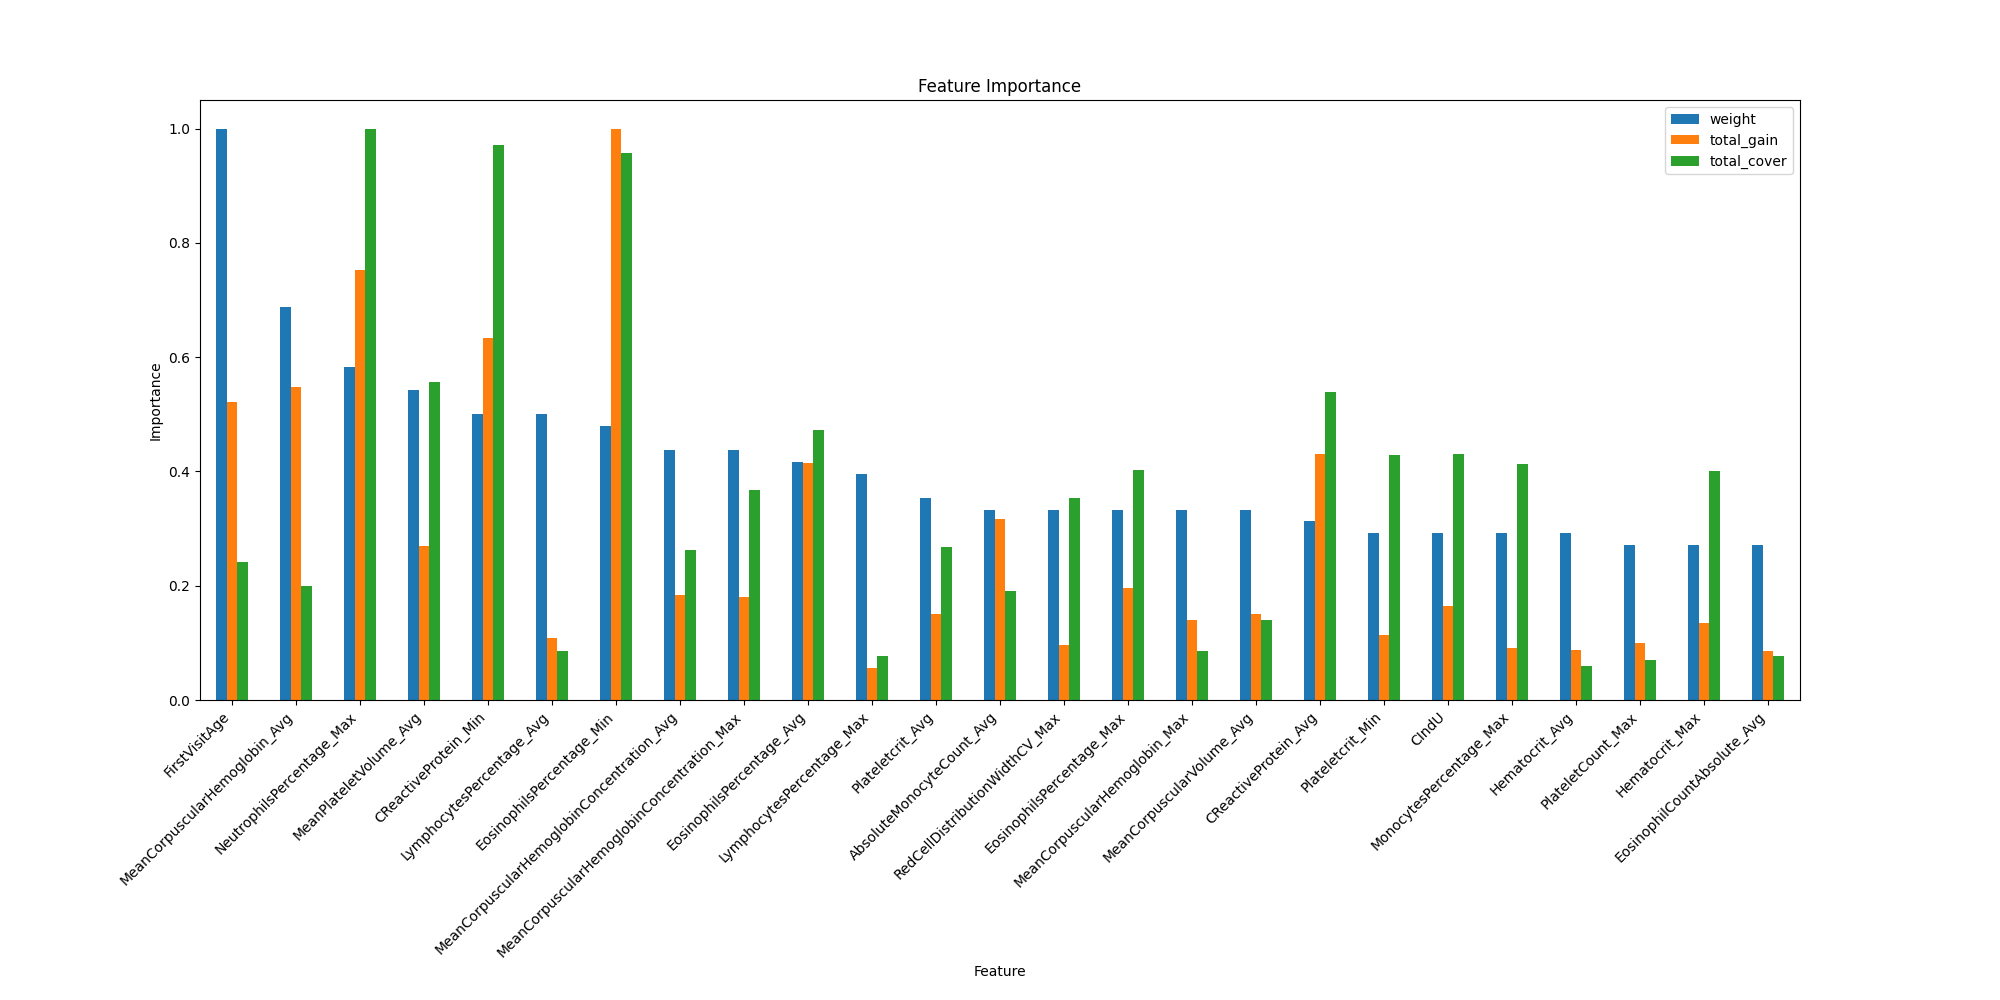 Feature Importance
weight
total_gain
total_cover
1.0
0.8
0.6
0.4
0.2
0.0
Importance
FirstVisitAge
MeanCorpuscularHemoglobin_Avg
NeutrophilsPercentage_Max
MeanPlateletVolume_Avg
CReactiveProtein_Min
LymphocytesPercentage_Avg
EosinophilsPercentage_Min
MeanCorpuscularHemoglobinConcentration_Avg
MeanCorpuscularHemoglobinConcentration_Max
EosinophilsPercentage_Avg
LymphocytesPercentage_Max
Plateletcrit_Avg
AbsoluteMonocyteCount_Avg
RedCellDistributionWidthCV_Max
EosinophilsPercentage_Max
MeanCorpuscularHemoglobin_Max
MeanCorpuscularVolume_Avg
CReactiveProtein_Avg
Plateletcrit_Min
CIndU
MonocytesPercentage_Max
Hematocrit_Avg
PlateletCount_Max
Hematocrit_Max
EosinophilCountAbsolute_Avg
Feature